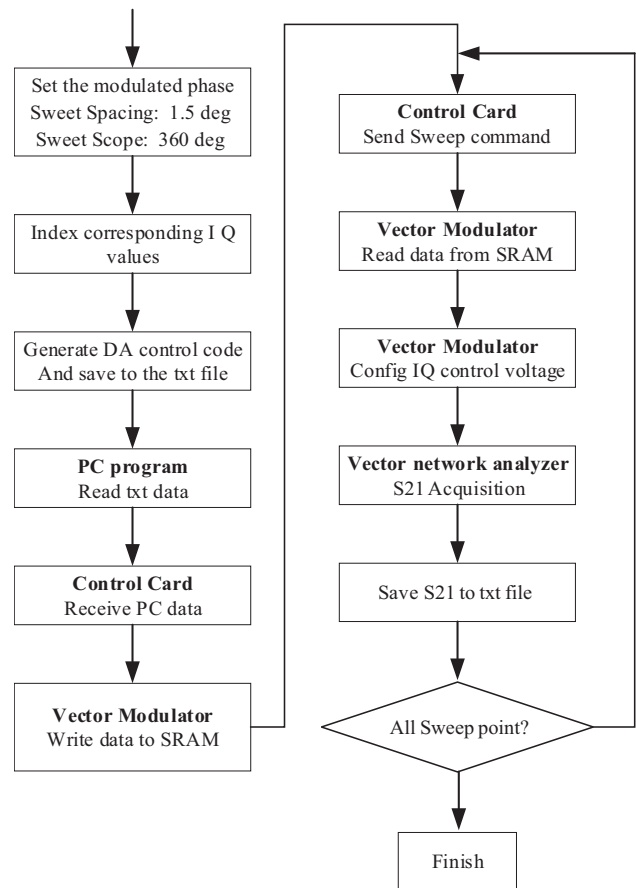 Set the modulated phase
Sweet Spacing: 1.5 deg
Sweet Scope: 360 deg
Index corresponding I Q
values
Generate DA control code
And save to the txt file
PC program
Read txt data
Control Card
Receive PC data
Vector Modulator
Write data to SRAM
Control Card
Send Sweep command
Vector Modulator
Read data from SRAM
Vector Modulator
Config IQ control voltage
Vector network analyzer
S21 Acquisition
Save S21 to txt file
All Sweep point?
Finish